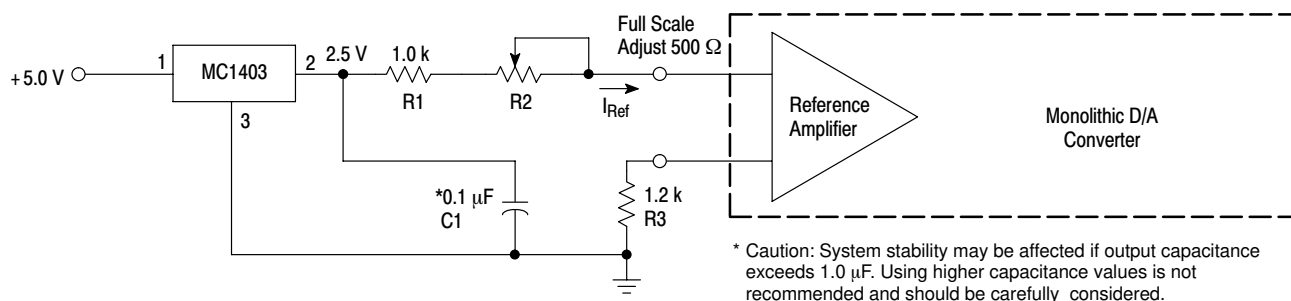 +5.0 V
1
MC1403
2
3
2.5 V
1.0 k
R1
R2
IRef
Full Scale
Adjust 500 Ω
*0.1 μF
C1
1.2 k
R3
Reference
Amplifier
Monolithic D/A
Converter
* Caution: System stability may be affected if output capacitance
exceeds 1.0 μF. Using higher capacitance values is not
recommended and should be carefully considered.